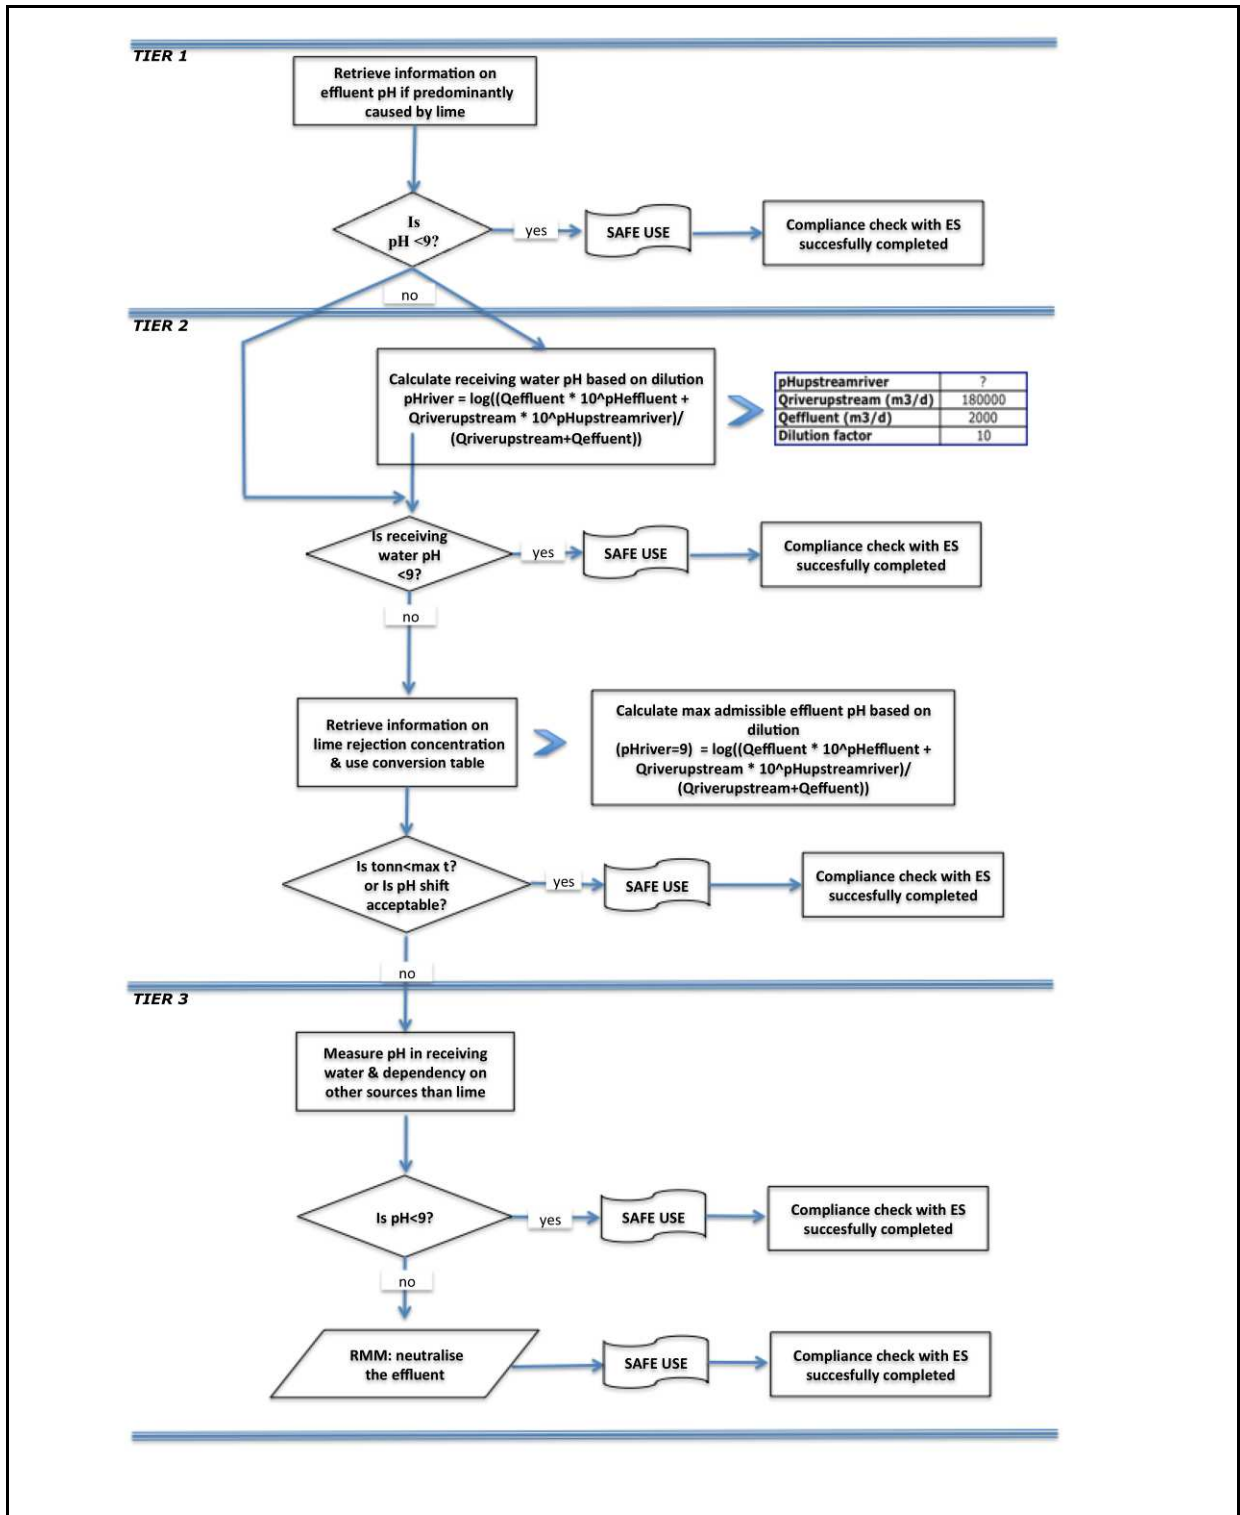 TIER 1
Retrieve information on
effluent pH if predominantly
caused by lime
Is
pH <9?
yes
SAFE USE
Compliance check with ES
succesfully completed
no
TIER 2
Calculate receiving water pH based on dilution
pHriver = log((Qeffluent * 10^pHeffluent +
Qriverupstream * 10^pHupstreamriver)/
(Qriverupstream+Qeffuent))
pHupstreamriver ?
Qriverupstream (m3/d) 180000
Qeffluent (m3/d) 2000
Dilution factor 10
Is receiving
water pH
<9?
yes
SAFE USE
Compliance check with ES
succesfully completed
no
Retrieve information on
lime rejection concentration
& use conversion table
Calculate max admissible effluent pH based on
dilution
(pHriver=9) = log((Qeffluent * 10^pHeffluent +
Qriverupstream * 10^pHupstreamriver)/
(Qriverupstream+Qeffuent))
Is tonn<max t?
or Is pH shift
acceptable?
yes
SAFE USE
Compliance check with ES
succesfully completed
no
TIER 3
Measure pH in receiving
water & dependency on
other sources than lime
Is pH<9?
yes
SAFE USE
Compliance check with ES
succesfully completed
no
RMM: neutralise
the effluent
SAFE USE
Compliance check with ES
succesfully completed